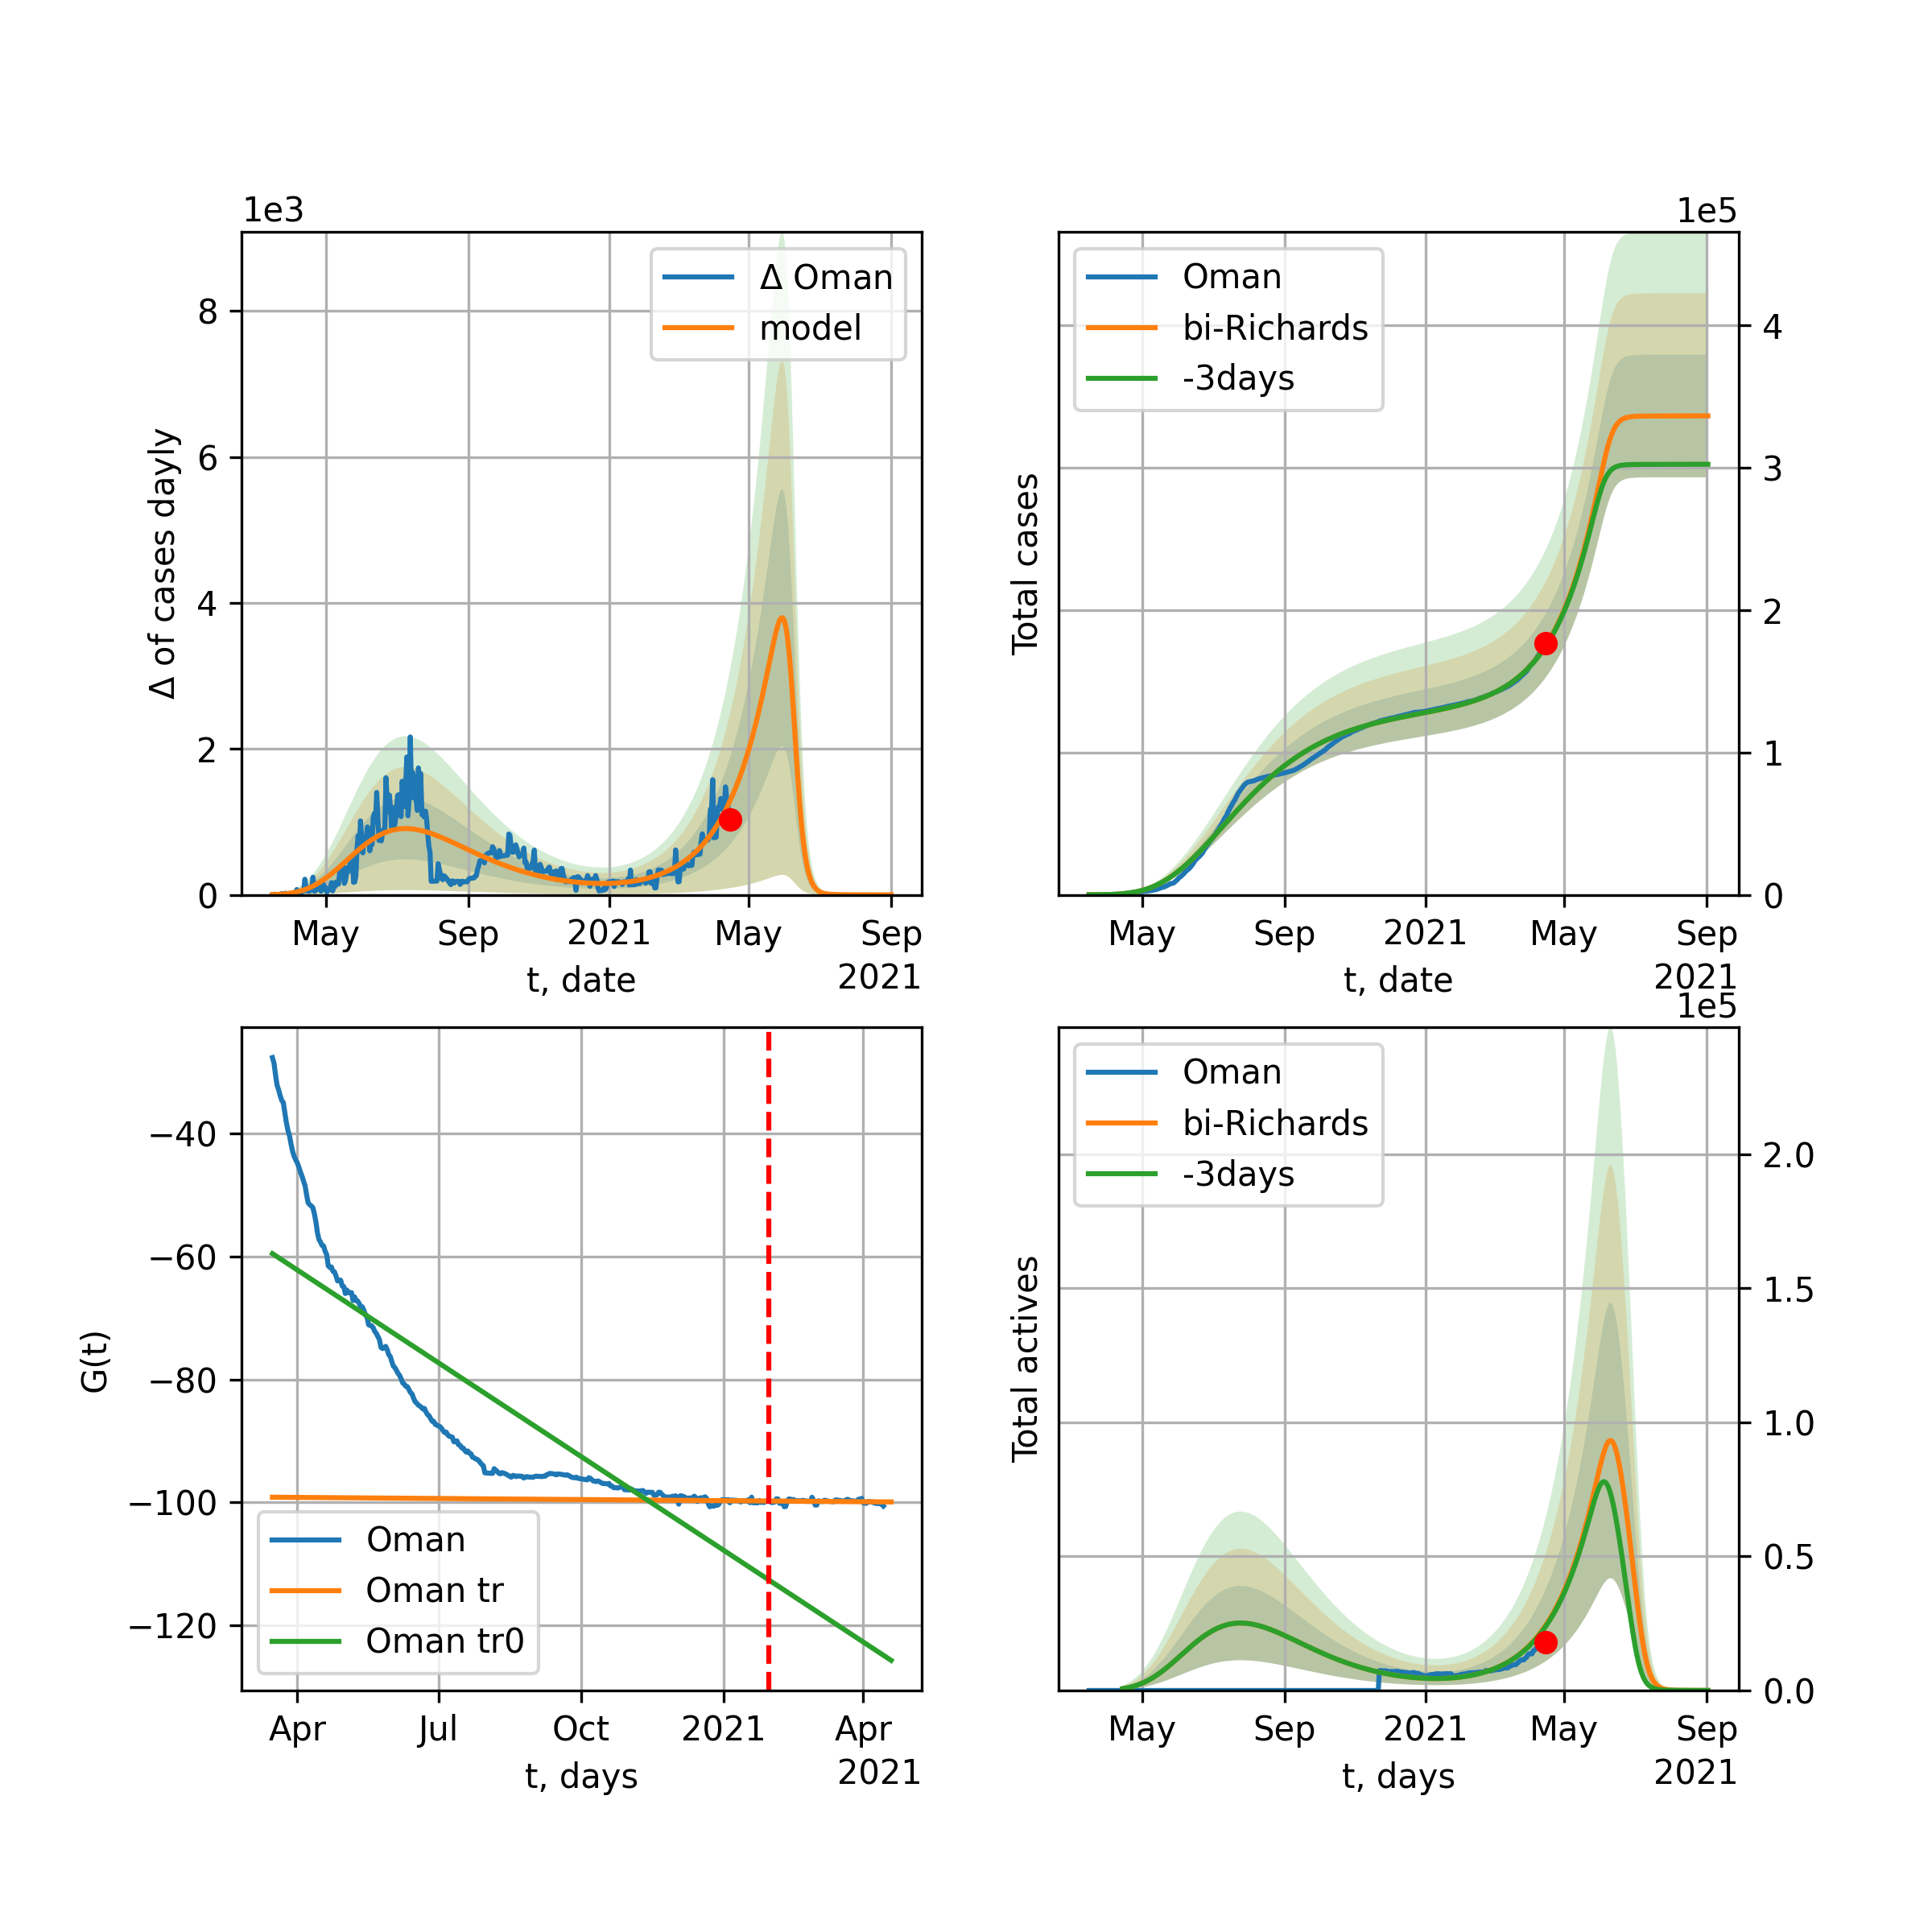 1e3
Δ of cases dayly
8
6
4
2
0
Δ Oman
model
May
Sep
2021
May
Sep
2021
t, date
1e5
Total cases
Oman
bi-Richards
-3days
4
3
2
1
0
May
Sep
2021
May
Sep
2021
t, date
G(t)
−40
−60
−80
−100
−120
Oman
Oman tr
Oman tr0
Apr
Jul
Oct
2021
Apr
2021
t, days
1e5
Total actives
Oman
bi-Richards
-3days
2.0
1.5
1.0
0.5
0.0
May
Sep
2021
May
Sep
2021
t, days